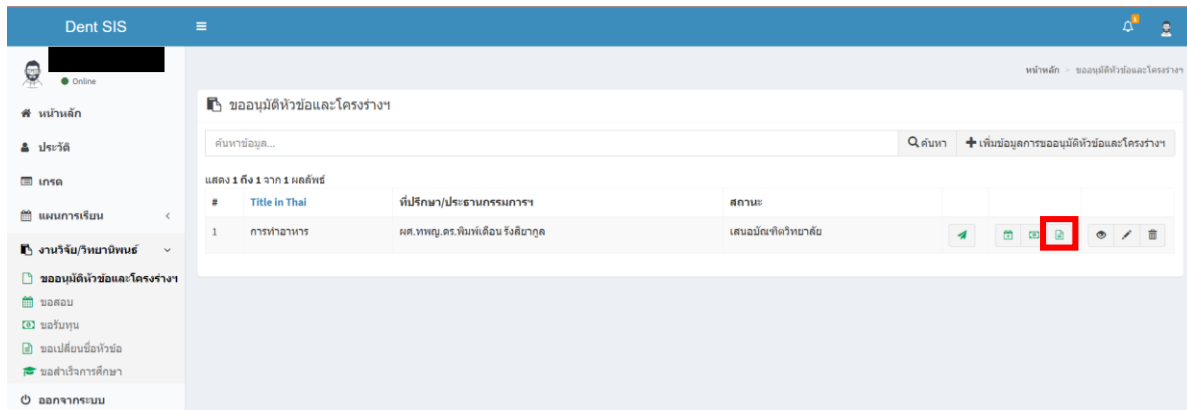 Dent SIS
Online
หน้าหลัก > ขออนุมัติหัวข้อและโครงร่างฯ
หน้าหลัก
ประวัติ
เกรด
แผนการเรียน
งานวิจัย/วิทยานิพนธ์
ขออนุมัติหัวข้อและโครงร่างฯ
ขอสอบ
ขอรับทุน
ขอเปลี่ยนชื่อหัวข้อ
ขอสำเร็จการศึกษา
ออกจากระบบ
ขออนุมัติหัวข้อและโครงร่างฯ
ค้นหาข้อมูล...
ค้นหา
เพิ่มข้อมูลการขออนุมัติหัวข้อและโครงร่างฯ
แสดง 1 ถึง 1 จาก 1 ผลลัพธ์
# Title in Thai ที่ปรึกษา/ประธานกรรมการฯ สถานะ
1 การทำอาหาร ผศ.ทพญ.ดร.พิมพ์เดือน รังสิยากูล เสนอบัณฑิตวิทยาลัย